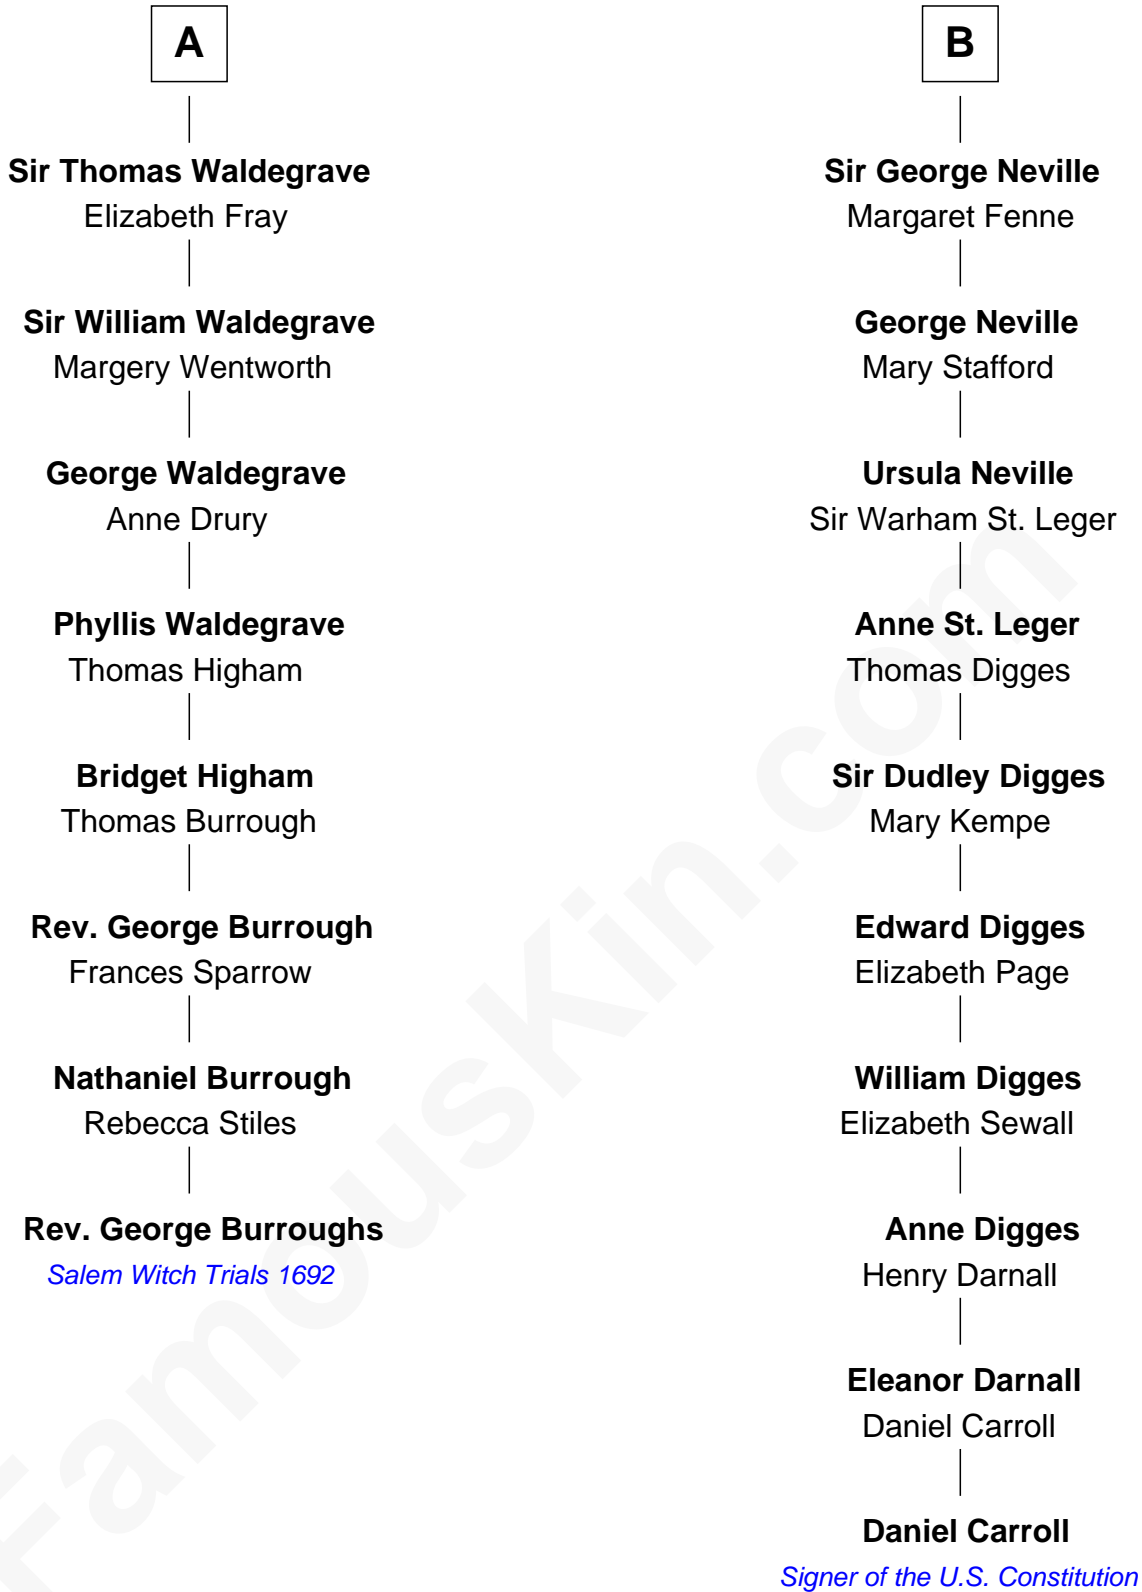 A
Sir Thomas Waldegrave
Elizabeth Fray
Sir William Waldegrave
Margery Wentworth
George Waldegrave
Anne Drury
Phyllis Waldegrave
Thomas Higham
Bridget Higham
Thomas Burrough
Rev. George Burrough
Frances Sparrow
Nathaniel Burrough
Rebecca Stiles
Rev. George Burroughs
Salem Witch Trials 1692
B
Sir George Neville
Margaret Fenne
George Neville
Mary Stafford
Ursula Neville
Sir Warham St. Leger
Anne St. Leger
Thomas Digges
Sir Dudley Digges
Mary Kempe
Edward Digges
Elizabeth Page
William Digges
Elizabeth Sewall
Anne Digges
Henry Darnall
Eleanor Darnall
Daniel Carroll
Daniel Carroll
Signer of the U.S. Constitution
FamousKin.com